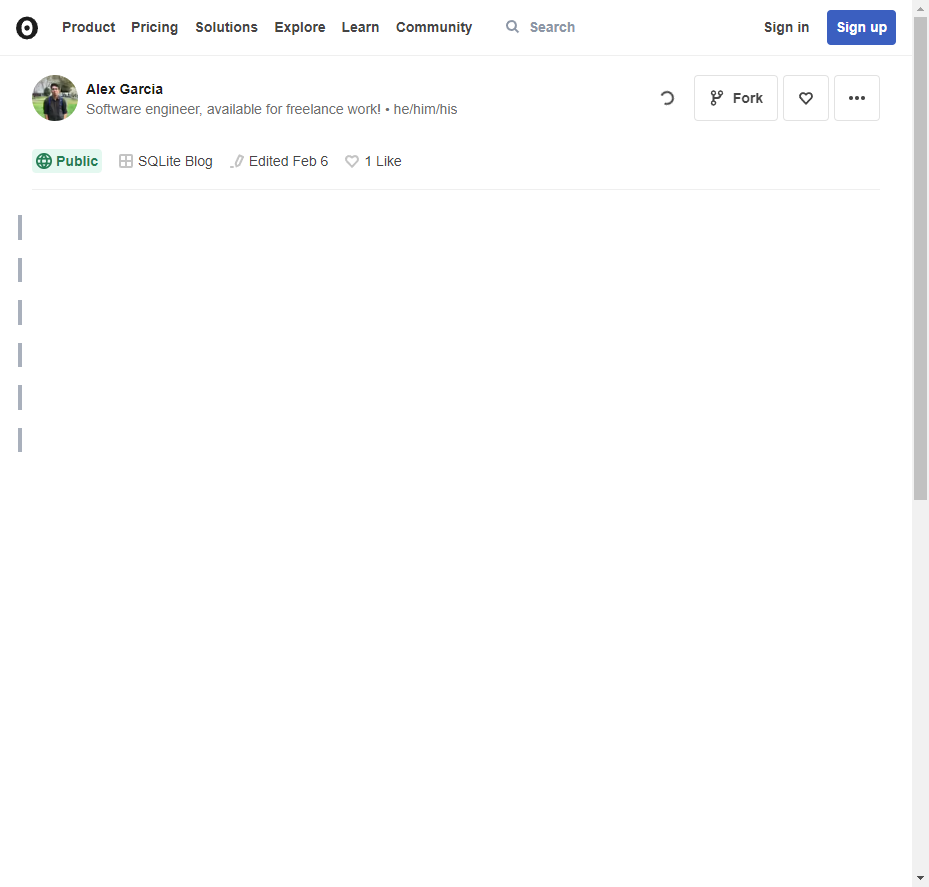 Product Pricing Solutions Explore Learn Community Search Sign in Sign up
Alex Garcia
Software engineer, available for freelance work! • he/him/his
Fork
Public SQLite Blog Edited Feb 6 1 Like